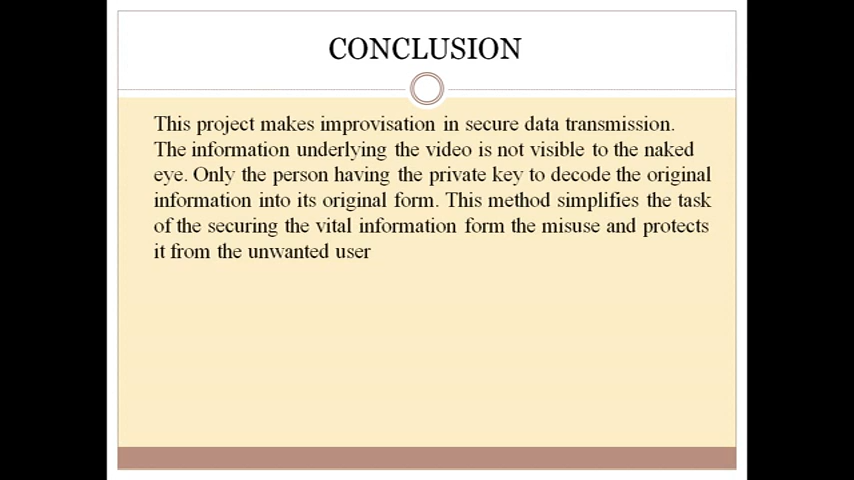 CONCLUSION
This project makes improvisation in secure data transmission.
The information underlying the video is not visible to the naked
eye. Only the person having the private key to decode the original
information into its original form. This method simplifies the task
of the securing the vital information form the misuse and protects
it from the unwanted user